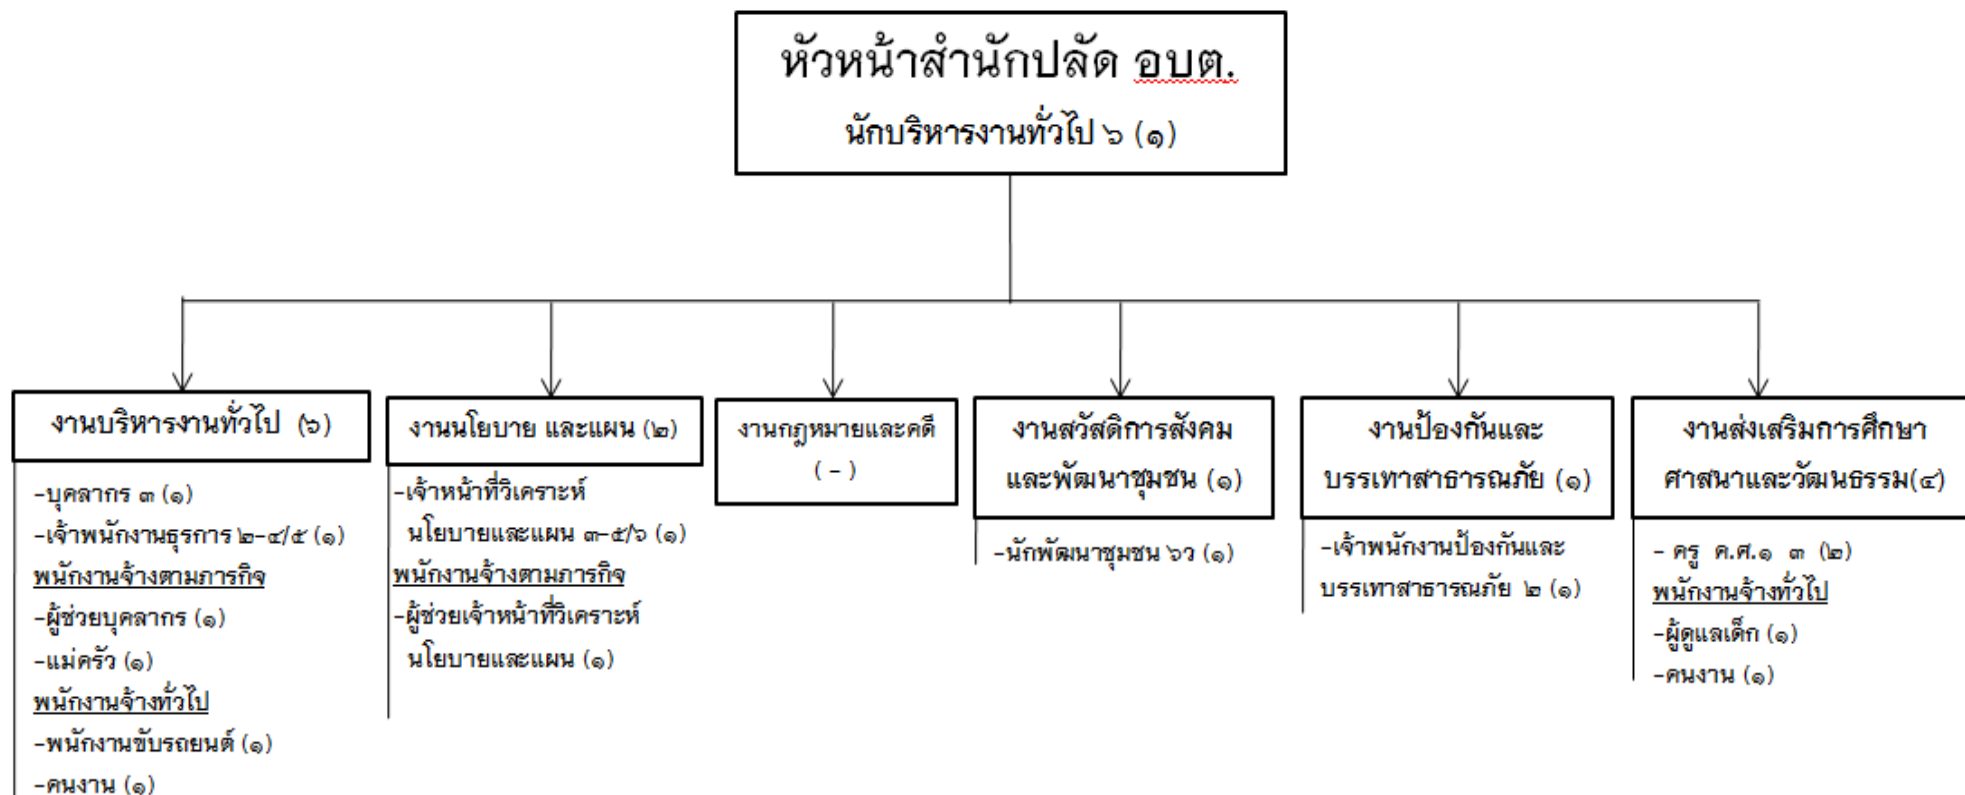 หัวหน้าสำนักปลัด อบต.
นักบริหารงานทั่วไป ๖ (๑)
งานบริหารงานทั่วไป (๖)
-บุคลากร ๓ (๑)
-เจ้าพนักงานธุรการ ๒-๔/๕ (๑)
พนักงานจ้างตามภารกิจ
-ผู้ช่วยบุคลากร (๑)
-แม่ครัว (๑)
พนักงานจ้างทั่วไป
-พนักงานขับรถยนต์ (๑)
-คนงาน (๑)
งานนโยบาย และแผน (๒)
-เจ้าหน้าที่วิเคราะห์
นโยบายและแผน ๓-๕/๖ (๑)
พนักงานจ้างตามภารกิจ
-ผู้ช่วยเจ้าหน้าที่วิเคราะห์
นโยบายและแผน (๑)
งานกฎหมายและคดี
( - )
งานสวัสดิการสังคม
และพัฒนาชุมชน (๑)
-นักพัฒนาชุมชน ๖ว (๑)
งานป้องกันและ
บรรเทาสาธารณภัย (๑)
-เจ้าพนักงานป้องกันและ
บรรเทาสาธารณภัย ๒ (๑)
งานส่งเสริมการศึกษา
ศาสนาและวัฒนธรรม(๔)
- ครู ค.ศ.๑ ๓ (๒)
พนักงานจ้างทั่วไป
-ผู้ดูแลเด็ก (๑)
-คนงาน (๑)